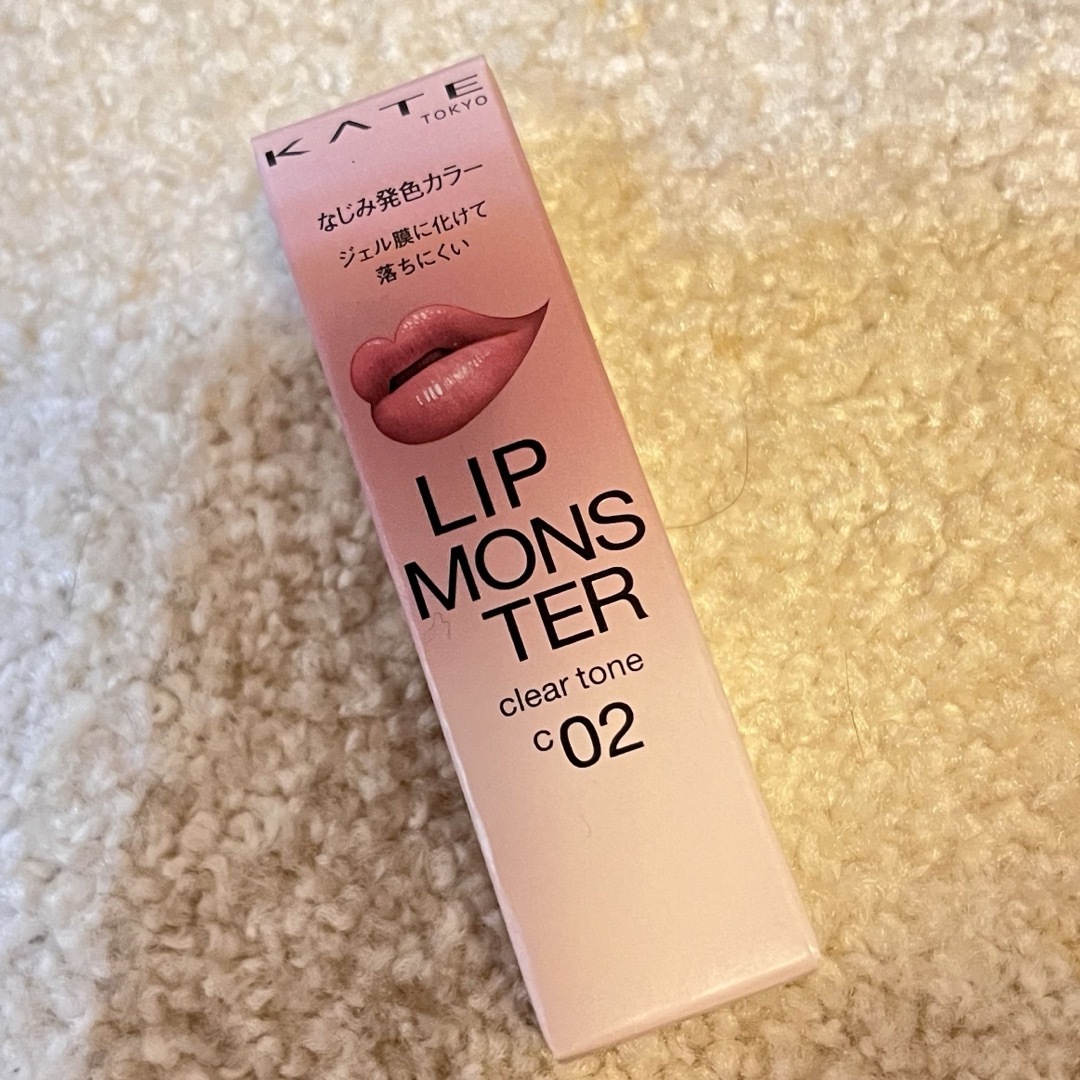 KATE
TOKYO
なじみ発色カラー
ジェル膜に化けて
落ちにくい
LIP
MONS
TER
clear tone
c02